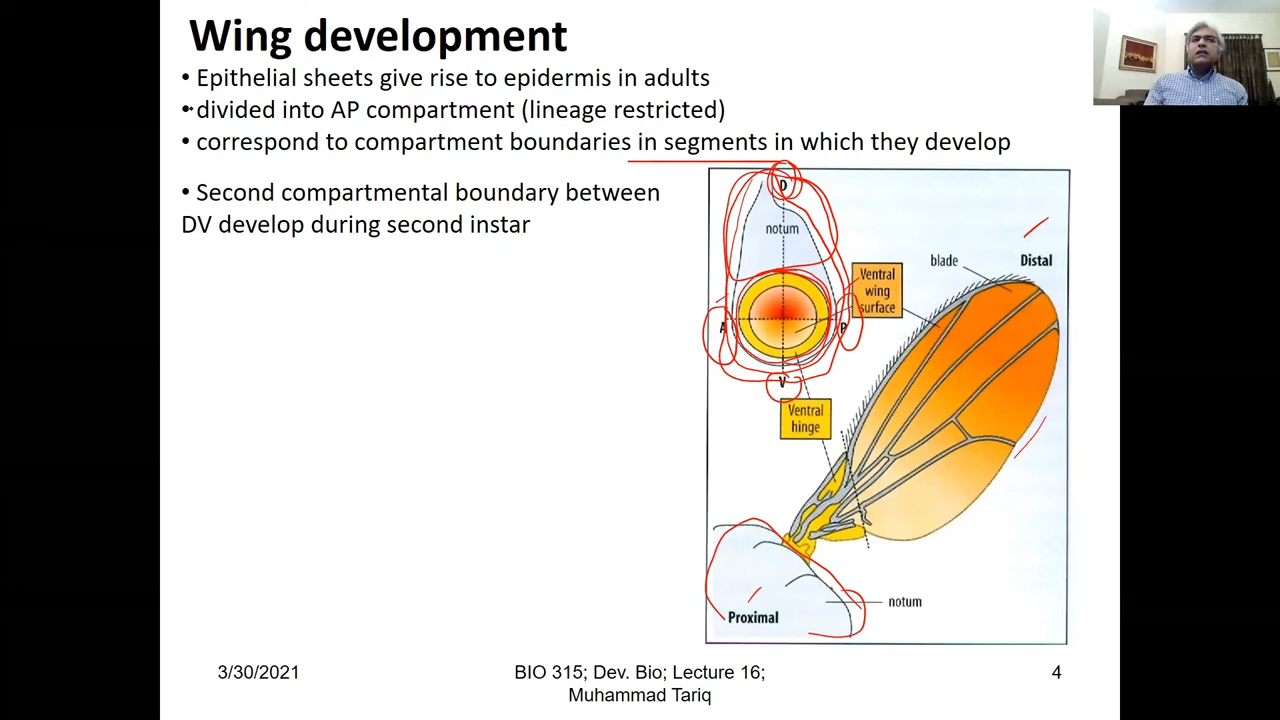 Wing development
• Epithelial sheets give rise to epidermis in adults
• divided into AP compartment (lineage restricted)
• correspond to compartment boundaries in segments in which they develop
• Second compartmental boundary between
DV develop during second instar
D
notum
A
P
V
Ventral
wing
surface
Ventral
hinge
blade
Distal
Proximal
notum
3/30/2021
BIO 315; Dev. Bio; Lecture 16;
Muhammad Tariq
4